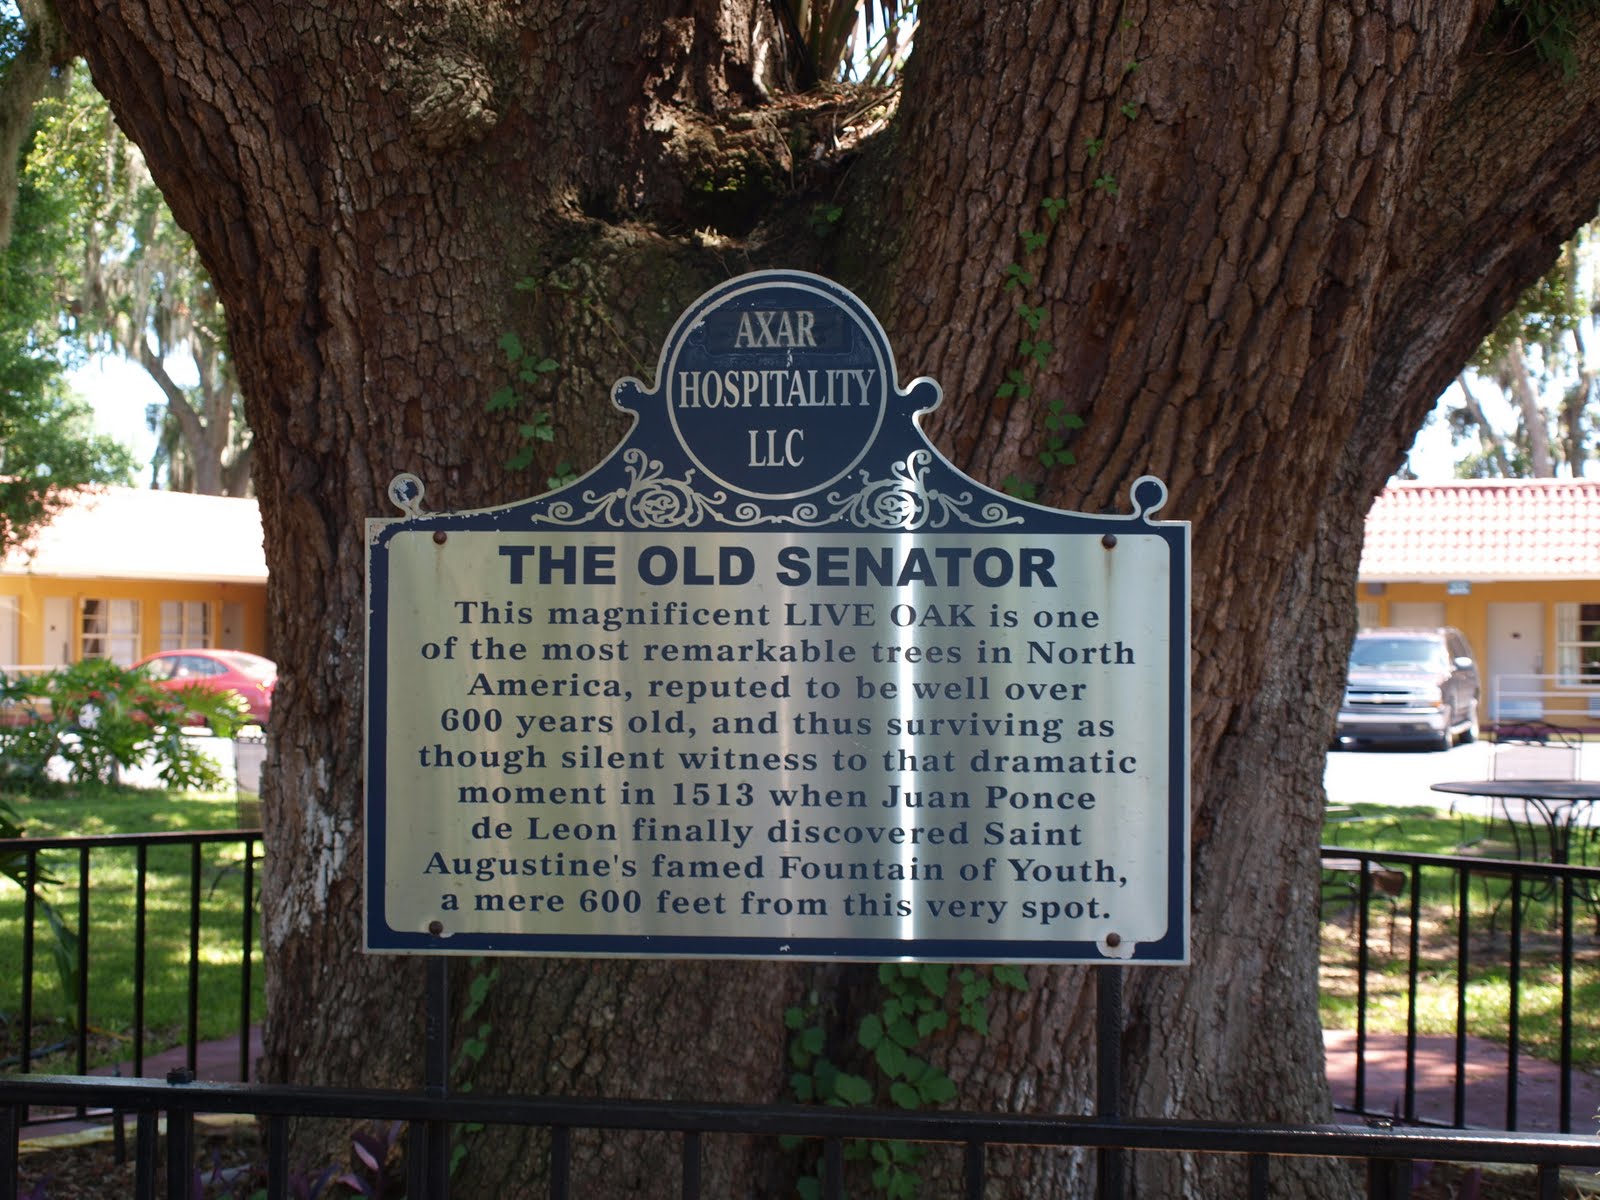 AXAR
HOSPITALITY
LLC
THE OLD SENATOR
This magnificent LIVE OAK is one
of the most remarkable trees in North
America, reputed to be well over
600 years old, and thus surviving as
though silent witness to that dramatic
moment in 1513 when Juan Ponce
de Leon finally discovered Saint
Augustine's famed Fountain of Youth,
a mere 600 feet from this very spot.